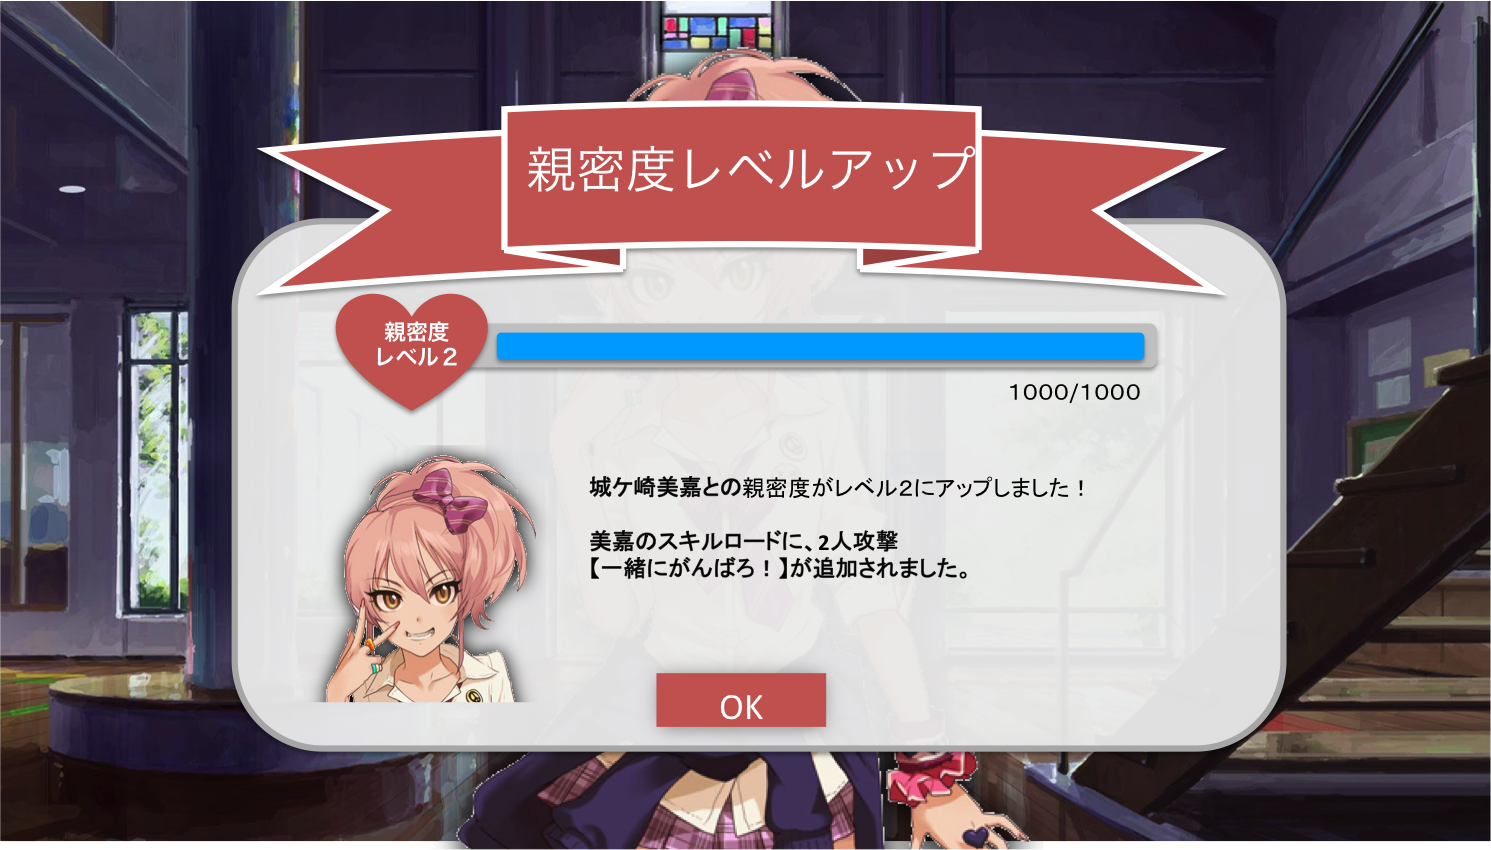 親密度レベルアップ
親密度
レベル２
1000/1000
城ケ崎美嘉との親密度がレベル2にアップしました！
美嘉のスキルロードに、2人攻撃
【一緒にがんばろ！】が追加されました。
OK